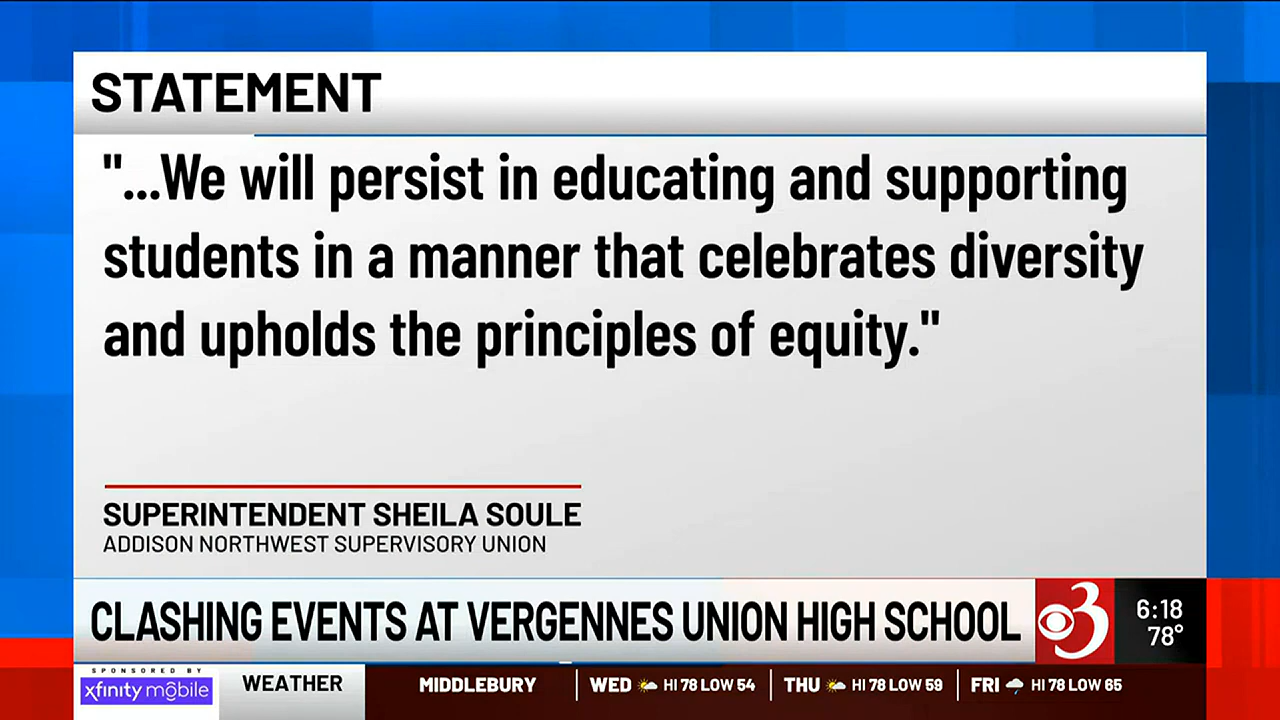 STATEMENT
"...We will persist in educating and supporting
students in a manner that celebrates diversity
and upholds the principles of equity."
SUPERINTENDENT SHEILA SOULE
ADDISON NORTHWEST SUPERVISORY UNION
CLASHING EVENTS AT VERGENNES UNION HIGH SCHOOL
3
6:18
78°
SPONSORED BY
xfinity mobile
WEATHER
MIDDLEBURY
WED HI 78 LOW 54
THU HI 78 LOW 59
FRI HI 78 LOW 65